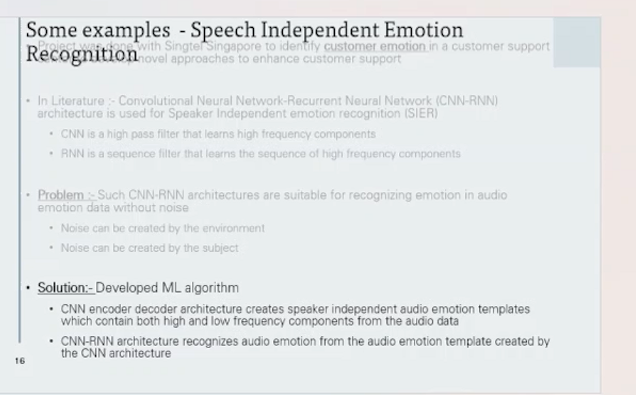 Some examples - Speech Independent Emotion
Recognition
• Project was done with Singtel Singapore to identify customer emotion in a customer support
novel approaches to enhance customer support
• In Literature :- Convolutional Neural Network-Recurrent Neural Network (CNN-RNN)
architecture is used for Speaker Independent emotion recognition (SIER)
• CNN is a high pass filter that learns high frequency components
• RNN is a sequence filter that learns the sequence of high frequency components
• Problem :- Such CNN-RNN architectures are suitable for recognizing emotion in audio
emotion data without noise
• Noise can be created by the environment
• Noise can be created by the subject
• Solution:- Developed ML algorithm
• CNN encoder decoder architecture creates speaker independent audio emotion templates
which contain both high and low frequency components from the audio data
• CNN-RNN architecture recognizes audio emotion from the audio emotion template created by
the CNN architecture
16